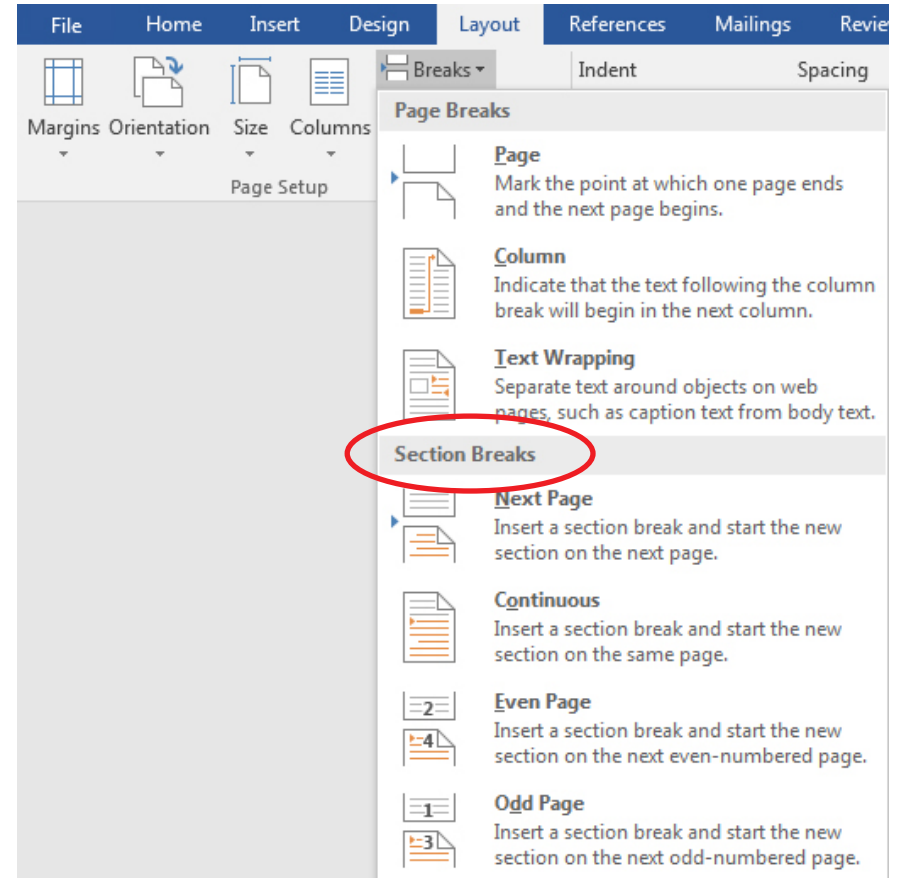 File Home Insert Design Layout References Mailings Revie
Breaks Indent Spacing
Margins Orientation Size Columns
Page Setup
Page Breaks
Page
Mark the point at which one page ends
and the next page begins.
Column
Indicate that the text following the column
break will begin in the next column.
Text Wrapping
Separate text around objects on web
pages, such as caption text from body text.
Section Breaks
Next Page
Insert a section break and start the new
section on the next page.
Continuous
Insert a section break and start the new
section on the same page.
2
4
Even Page
Insert a section break and start the new
section on the next even-numbered page.
1
3
Odd Page
Insert a section break and start the new
section on the next odd-numbered page.